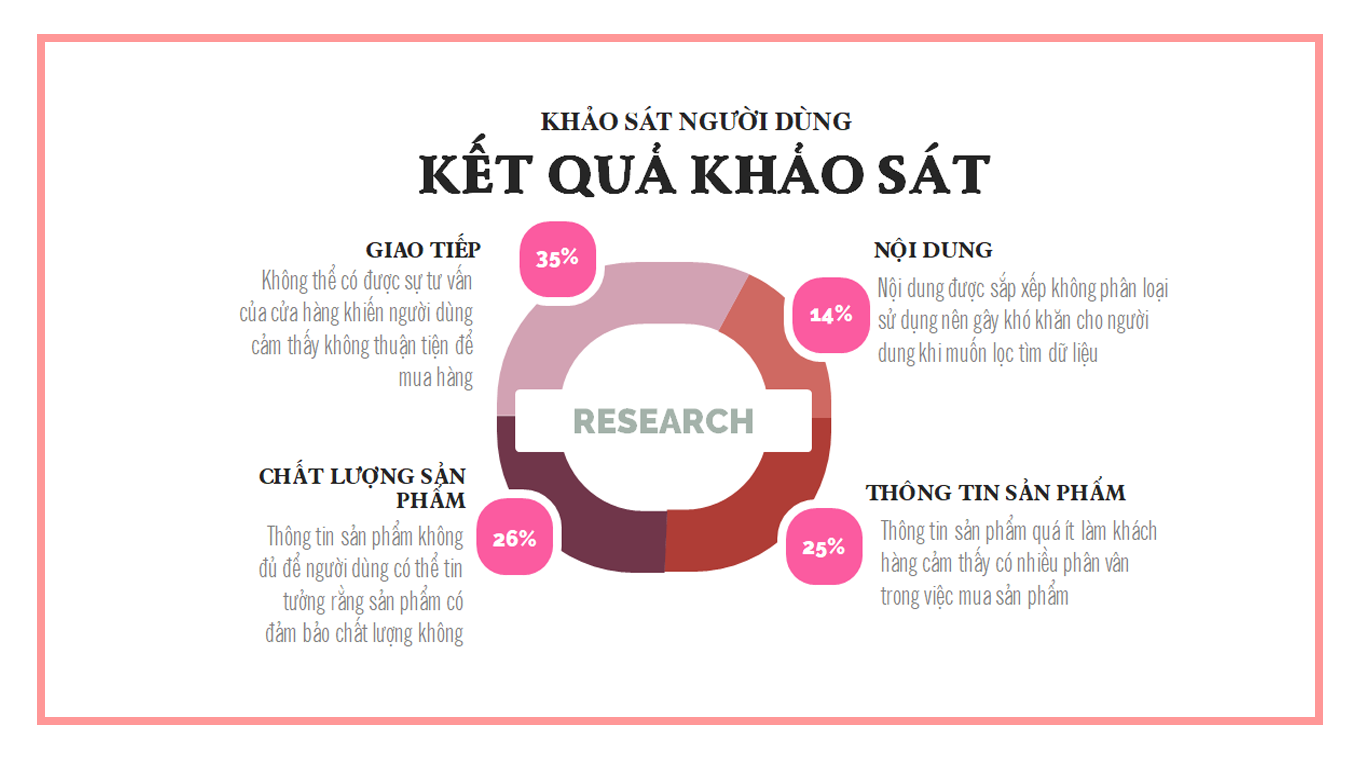 KHẢO SÁT NGƯỜI DÙNG
KẾT QUẢ KHẢO SÁT
GIAO TIẾP
Không thể có được sự tư vấn
của cửa hàng khiến người dùng
cảm thấy không thuận tiện để
mua hàng
35%
NỘI DUNG
Nội dung được sắp xếp không phân loại
sử dụng nên gây khó khăn cho người
dung khi muốn lọc tìm dữ liệu
14%
RESEARCH
CHẤT LƯỢNG SẢN
PHẨM
Thông tin sản phẩm không
đủ để người dùng có thể tin
tưởng rằng sản phẩm có
đảm bảo chất lượng không
26%
THÔNG TIN SẢN PHẨM
Thông tin sản phẩm quá ít làm khách
hàng cảm thấy có nhiều phân vân
trong việc mua sản phẩm
25%